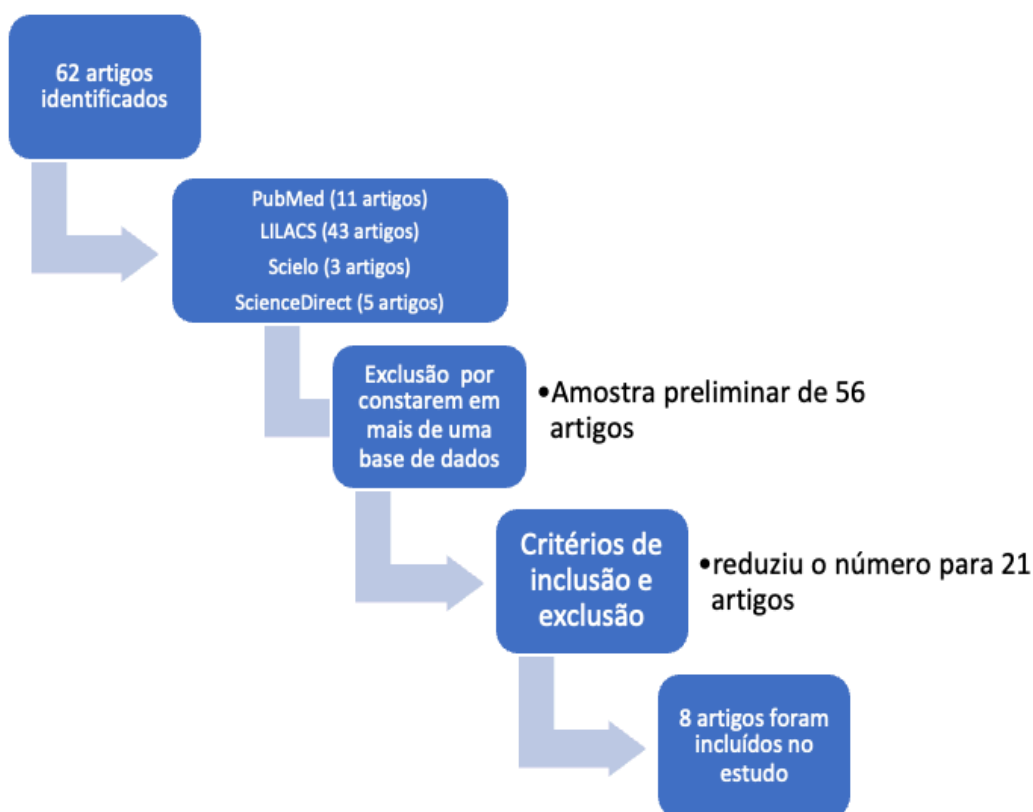 62 artigos
identificados
PubMed (11 artigos)
LILACS (43 artigos)
Scielo (3 artigos)
ScienceDirect (5 artigos)
Exclusão por
constarem em
mais de uma
base de dados
•Amostra preliminar de 56
artigos
Critérios de
inclusão e
exclusão
•reduziu o número para 21
artigos
8 artigos foram
incluídos no
estudo